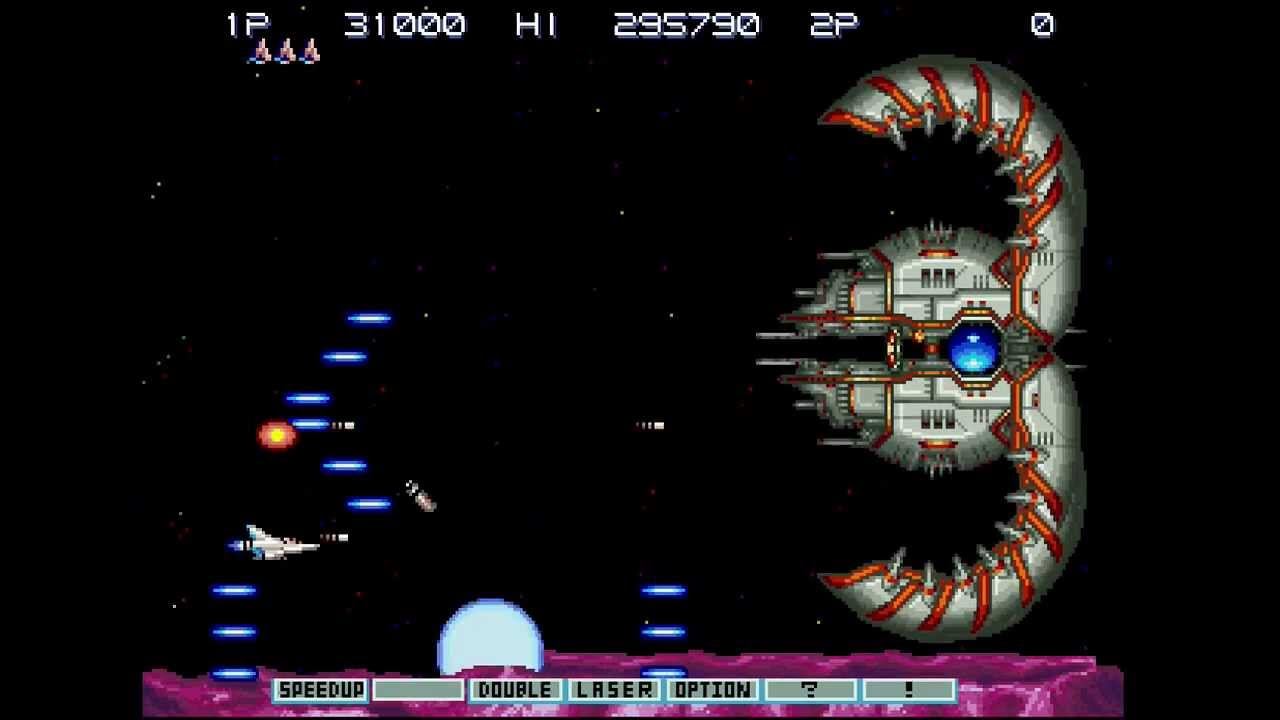 1P 31000 HI 295790 2P 0
SPEEDUP DOUBLE LASER OPTION ? !